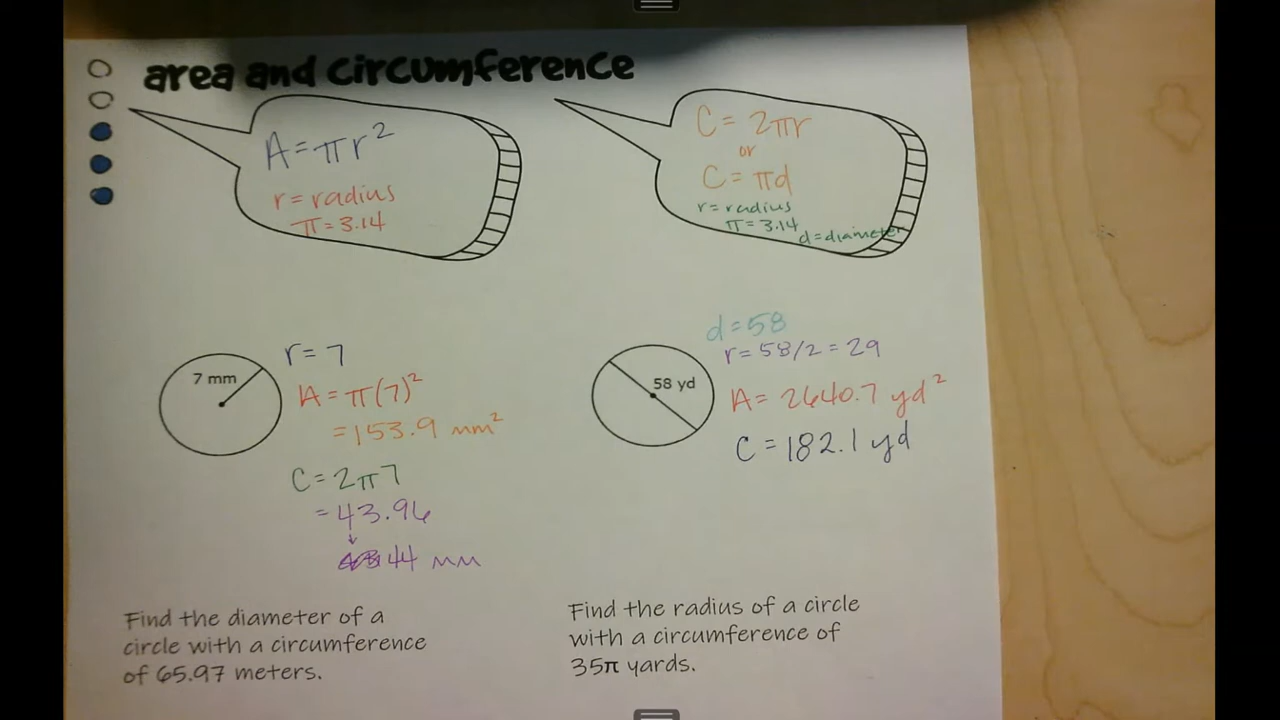 area and circumference
A = πr²
r = radius
π = 3.14
C = 2πr
or
C = πd
r = radius
π = 3.14
d = diameter
7 mm
r = 7
A = π(7)²
= 153.9 mm²
C = 2π7
= 43.96
44 mm
58 yd
d = 58
r = 58/2 = 29
A = 2640.7 yd²
C = 182.1 yd
Find the diameter of a
circle with a circumference
of 65.97 meters.
Find the radius of a circle
with a circumference of
35π yards.